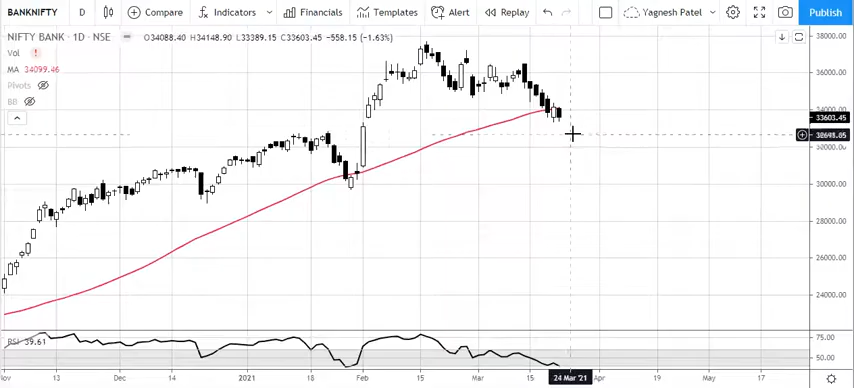 BANKNIFTY D Compare Indicators Financials Templates Alert Replay Yagnesh Patel Publish
NIFTY BANK · 1D · NSE O34088.40 H34148.90 L33389.15 C33603.45 -558.15 (-1.63%)
Vol
MA 34099.46
Pivots
BB
38000.00
36000.00
34000.00
33603.45
32000.00
30000.00
28000.00
26000.00
24000.00
RSI 39.61
75.00
50.00
13 Dec 14 2021 18 Feb 15 Mar 15 24 Mar '21 Apr 19 May 17